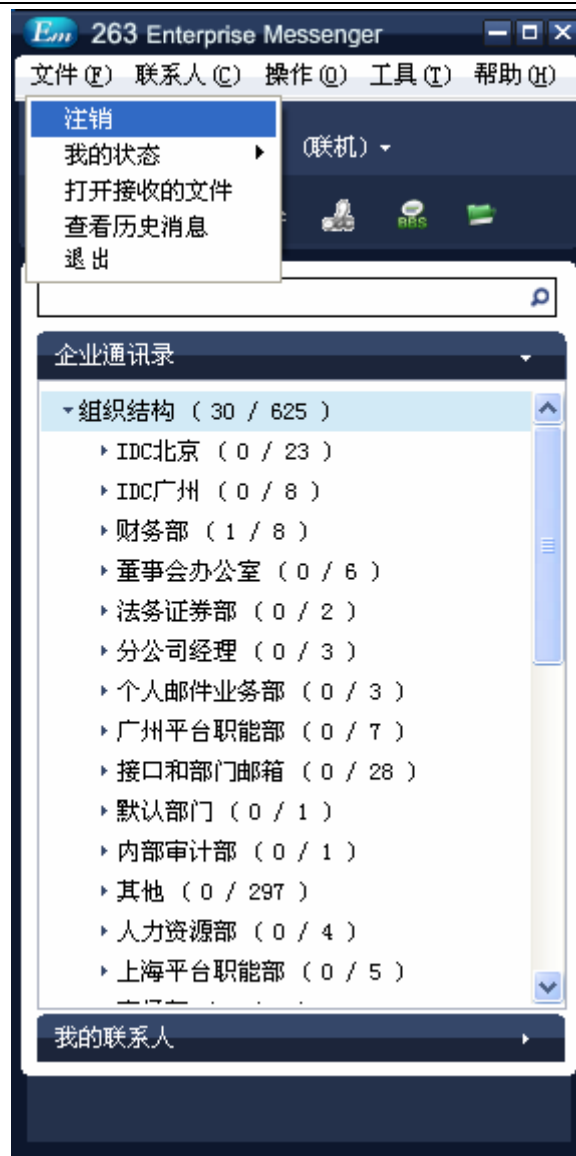 Em 263 Enterprise Messenger
文件(F) 联系人(C) 操作(O) 工具(T) 帮助(H)
注销
我的状态
(联机)
打开接收的文件
查看历史消息
BBS
退出
企业通讯录
组织结构 ( 30 / 625 )
IDC北京 ( 0 / 23 )
IDC广州 ( 0 / 8 )
财务部 ( 1 / 8 )
董事会办公室 ( 0 / 6 )
法务证券部 ( 0 / 2 )
分公司经理 ( 0 / 3 )
个人邮件业务部 ( 0 / 3 )
广州平台职能部 ( 0 / 7 )
接口和部门邮箱 ( 0 / 28 )
默认部门 ( 0 / 1 )
内部审计部 ( 0 / 1 )
其他 ( 0 / 297 )
人力资源部 ( 0 / 4 )
上海平台职能部 ( 0 / 5 )
我的联系人